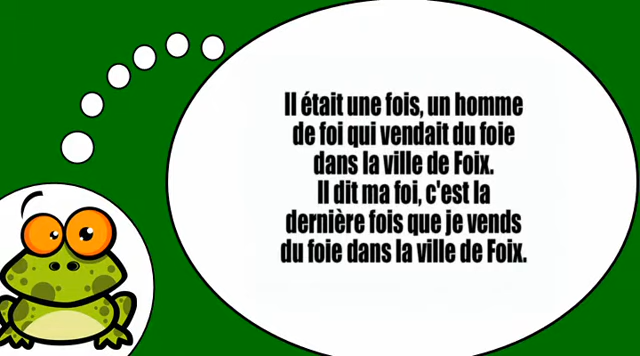 Il était une fois, un homme
de foi qui vendait du foie
dans la ville de Foix.
Il dit ma foi, c'est la
dernière fois que je vends
du foie dans la ville de Foix.